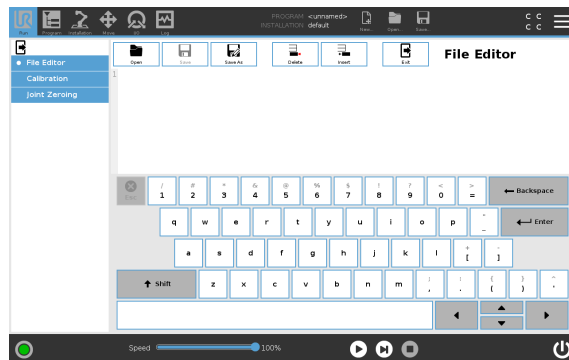 UR
PROGRAM <unnamed>
INSTALLATION default
Run Program Installation Move I/O Log
New... Open... Save...
C C
C C
Open Save Save As Delete Insert Exit
File Editor
File Editor
Calibration
Joint Zeroing
1
Esc / 1 # 2 * 3 & 4 @ 5 % 6 $ 7 ! 8 ? 9 < 0 > = Backspace
q w e r t y u i o p _ Enter
a s d f g h j k l + [ - ]
Shift z x c v b n m ; , : . { ( } )
Speed 100%